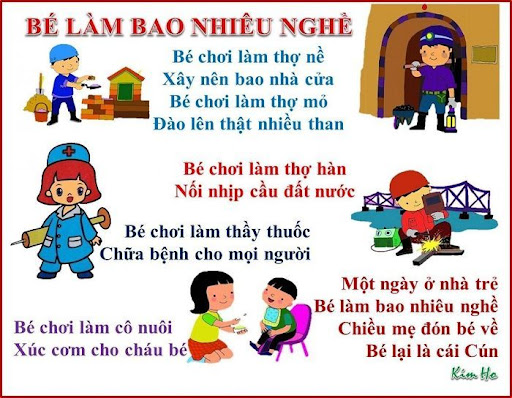 BÉ LÀM BAO NHIÊU NGHỀ
Bé chơi làm thợ nề
Xây nên bao nhà cửa
Bé chơi làm thợ mỏ
Đào lên thật nhiều than
Bé chơi làm thợ hàn
Nối nhịp cầu đất nước
Bé chơi làm thầy thuốc
Chữa bệnh cho mọi người
Bé chơi làm cô nuôi
Xúc cơm cho cháu bé
Một ngày ở nhà trẻ
Bé làm bao nhiêu nghề
Chiều mẹ đón bé về
Bé lại là cái Cún
Kim Ho